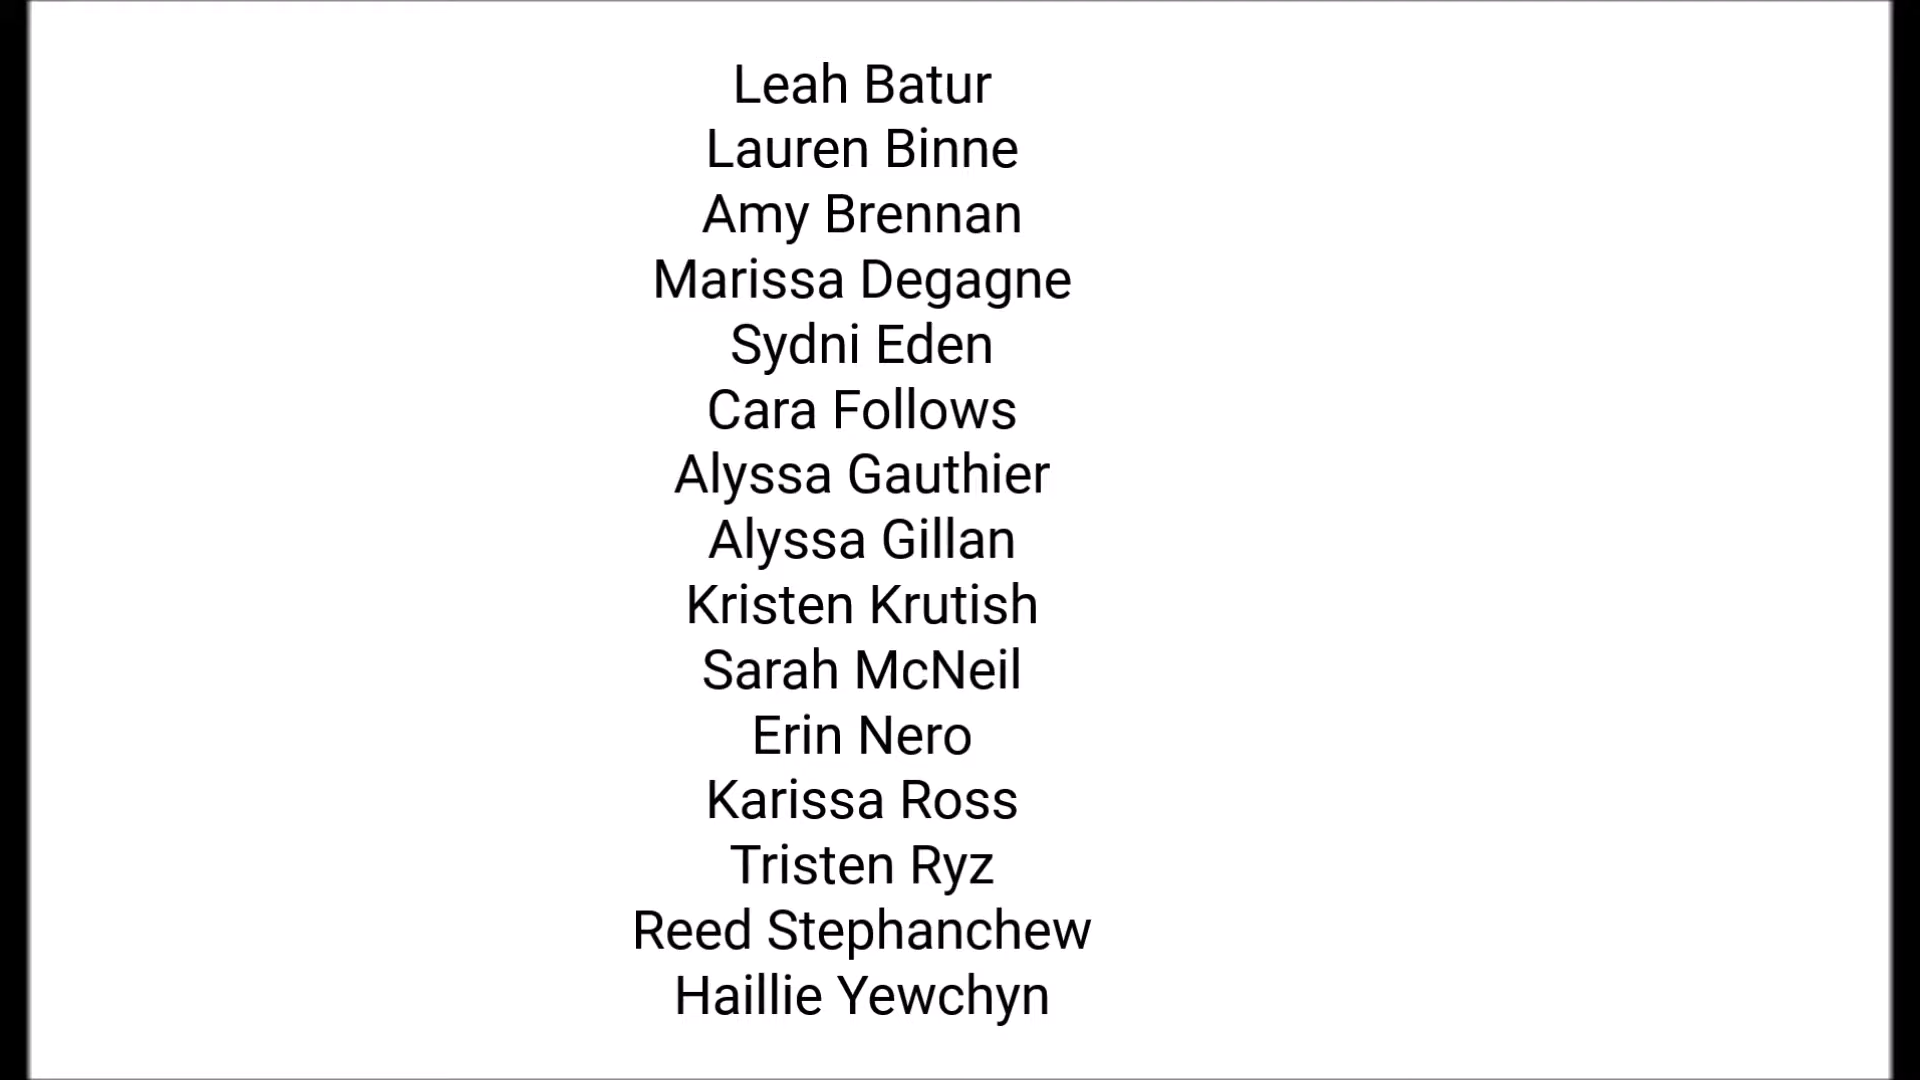 Leah Batur
Lauren Binne
Amy Brennan
Marissa Degagne
Sydni Eden
Cara Follows
Alyssa Gauthier
Alyssa Gillan
Kristen Krutish
Sarah McNeil
Erin Nero
Karissa Ross
Tristen Ryz
Reed Stephanchew
Haillie Yewchyn